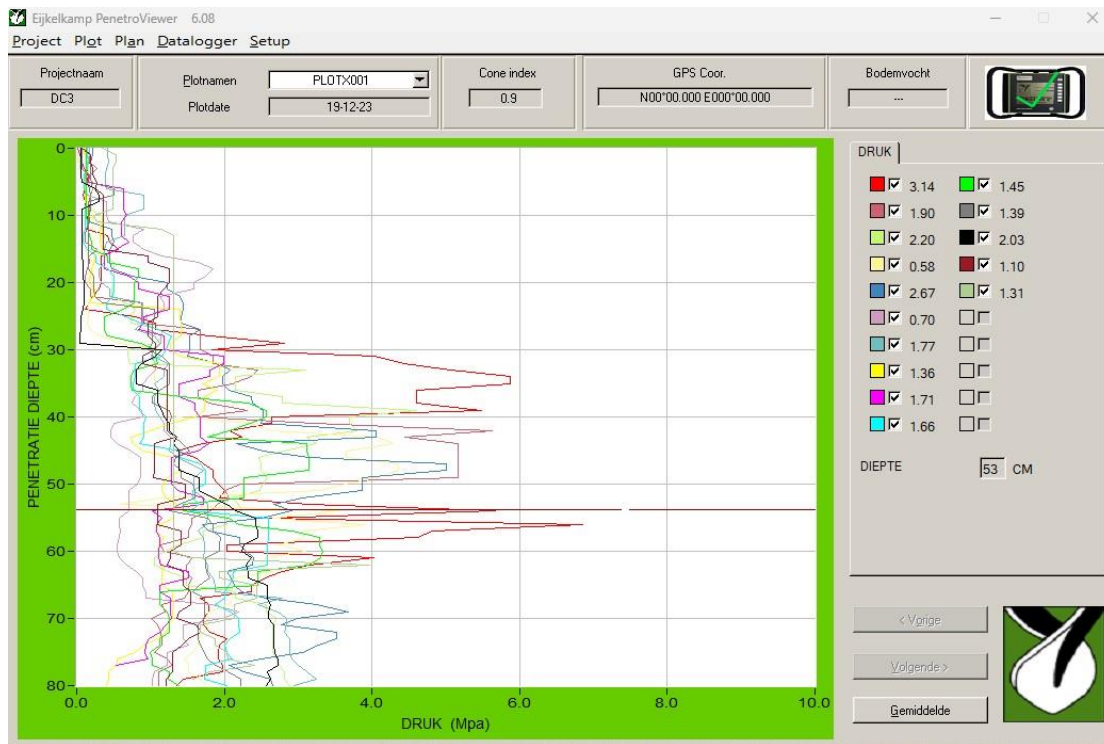 Eijkelkamp PenetroViewer 6.08
Project Plot Plan Datalogger Setup
Projectnaam
DC3
Plotnamen PLOTX001
Plotdate 19-12-23
Cone index
0.9
GPS Coor.
N00°00.000 E000°00.000
Bodemvocht
---
DRUK
3.14 1.45
1.90 1.39
2.20 2.03
0.58 1.10
2.67 1.31
0.70
1.77
1.36
1.71
1.66
DIEPTE 53 CM
< Vorige
Volgende >
Gemiddelde
PENETRATIE DIEPTE (cm)
0
10
20
30
40
50
60
70
80
0.0 2.0 4.0 6.0 8.0 10.0
DRUK (Mpa)